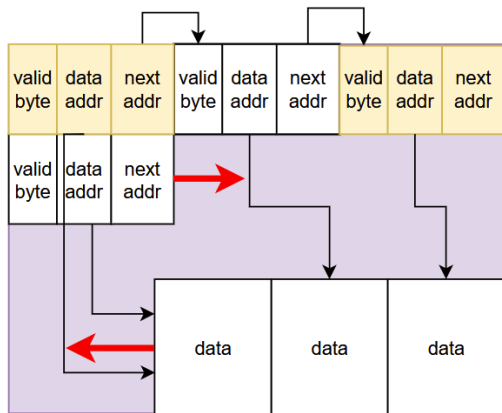 valid data next valid data next valid data next
byte addr addr byte addr addr byte addr addr
valid data next
byte addr addr
data data data